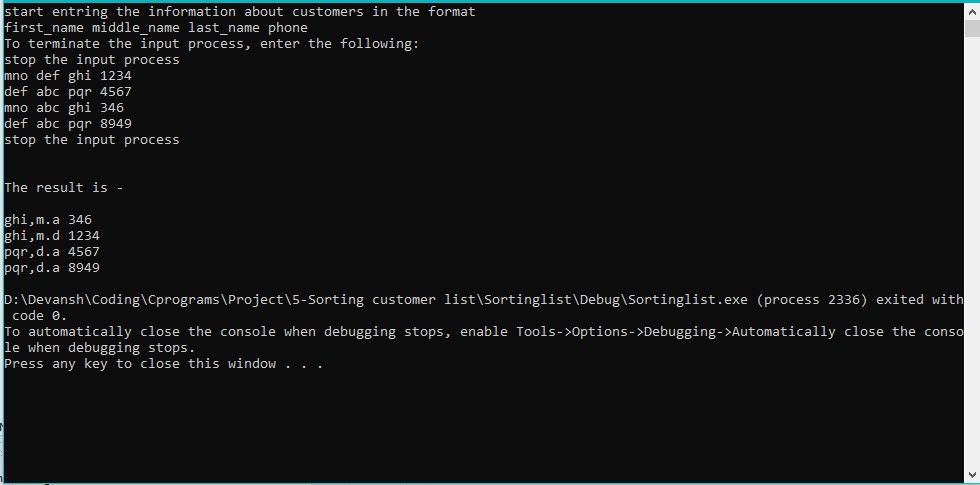 start entring the information about customers in the format
first_name middle_name last_name phone
To terminate the input process, enter the following:
stop the input process
mno def ghi 1234
def abc pqr 4567
mno abc ghi 346
def abc pqr 8949
stop the input process
The result is -
ghi,m.a 346
ghi,m.d 1234
pqr,d.a 4567
pqr,d.a 8949
D:\Devansh\Coding\Cprograms\Project\5-Sorting customer list\Sortinglist\Debug\Sortinglist.exe (process 2336) exited with
 code 0.
To automatically close the console when debugging stops, enable Tools->Options->Debugging->Automatically close the conso
le when debugging stops.
Press any key to close this window . . .